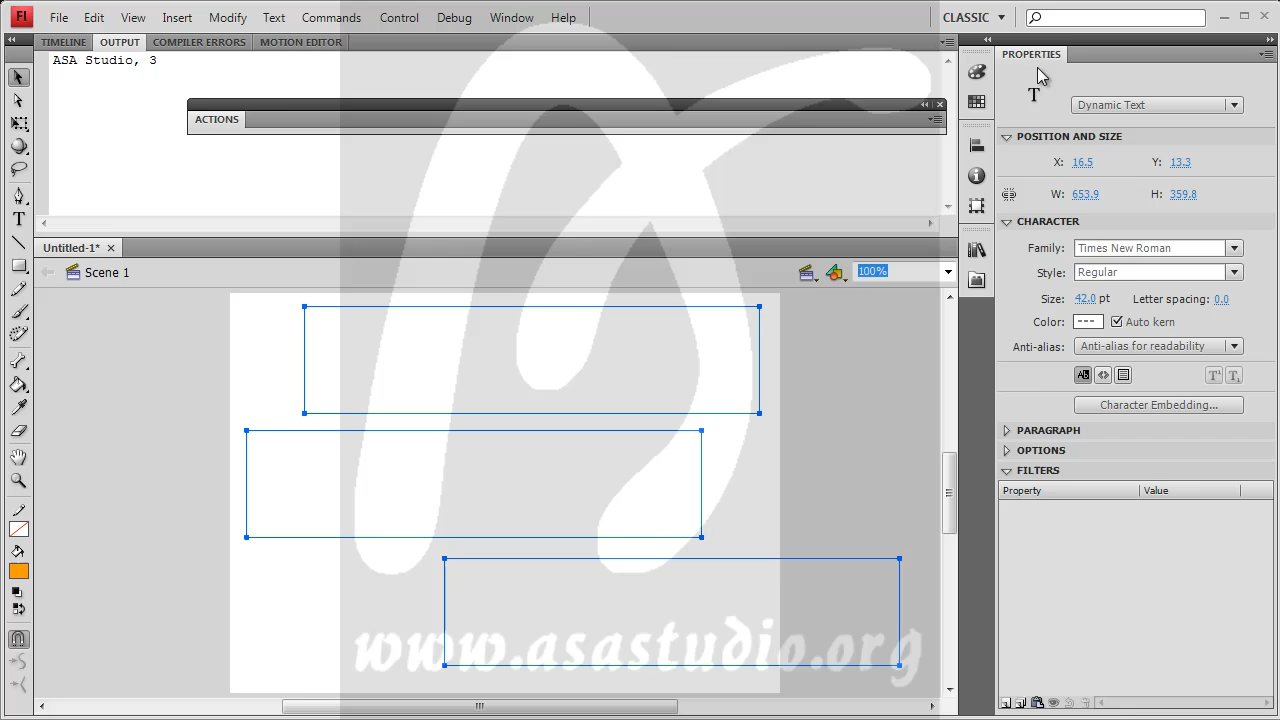 Fl File Edit View Insert Modify Text Commands Control Debug Window Help CLASSIC
TIMELINE OUTPUT COMPILER ERRORS MOTION EDITOR
PROPERTIES
ASA Studio, 3
T Dynamic Text
ACTIONS
POSITION AND SIZE
X: 16.5 Y: 13.3
W: 653.9 H: 359.8
CHARACTER
Untitled-1* Family: Times New Roman
Scene 1 100% Style: Regular
Size: 42.0 pt Letter spacing: 0.0
Color: --- Auto kern
Anti-alias: Anti-alias for readability
Character Embedding...
PARAGRAPH
OPTIONS
FILTERS
Property Value
www.asastudio.org